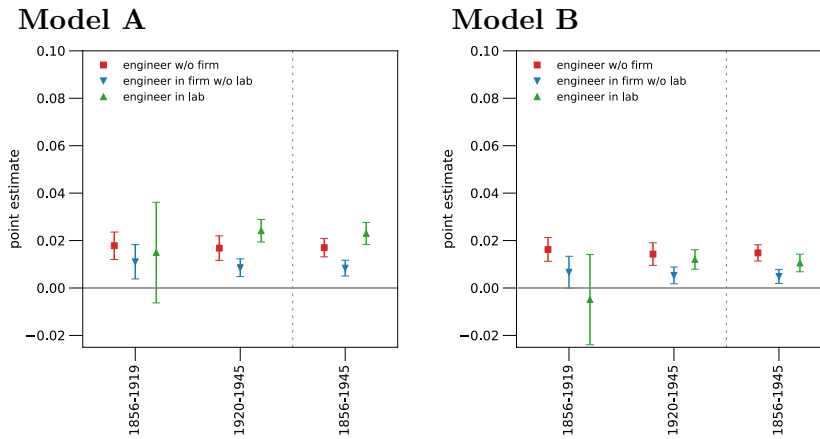 Model A
0.10
0.08
0.06
0.04
0.02
0.00
−0.02
point estimate
engineer w/o firm
engineer in firm w/o lab
engineer in lab
1856-1919
1920-1945
1856-1945
Model B
0.10
0.08
0.06
0.04
0.02
0.00
−0.02
point estimate
engineer w/o firm
engineer in firm w/o lab
engineer in lab
1856-1919
1920-1945
1856-1945